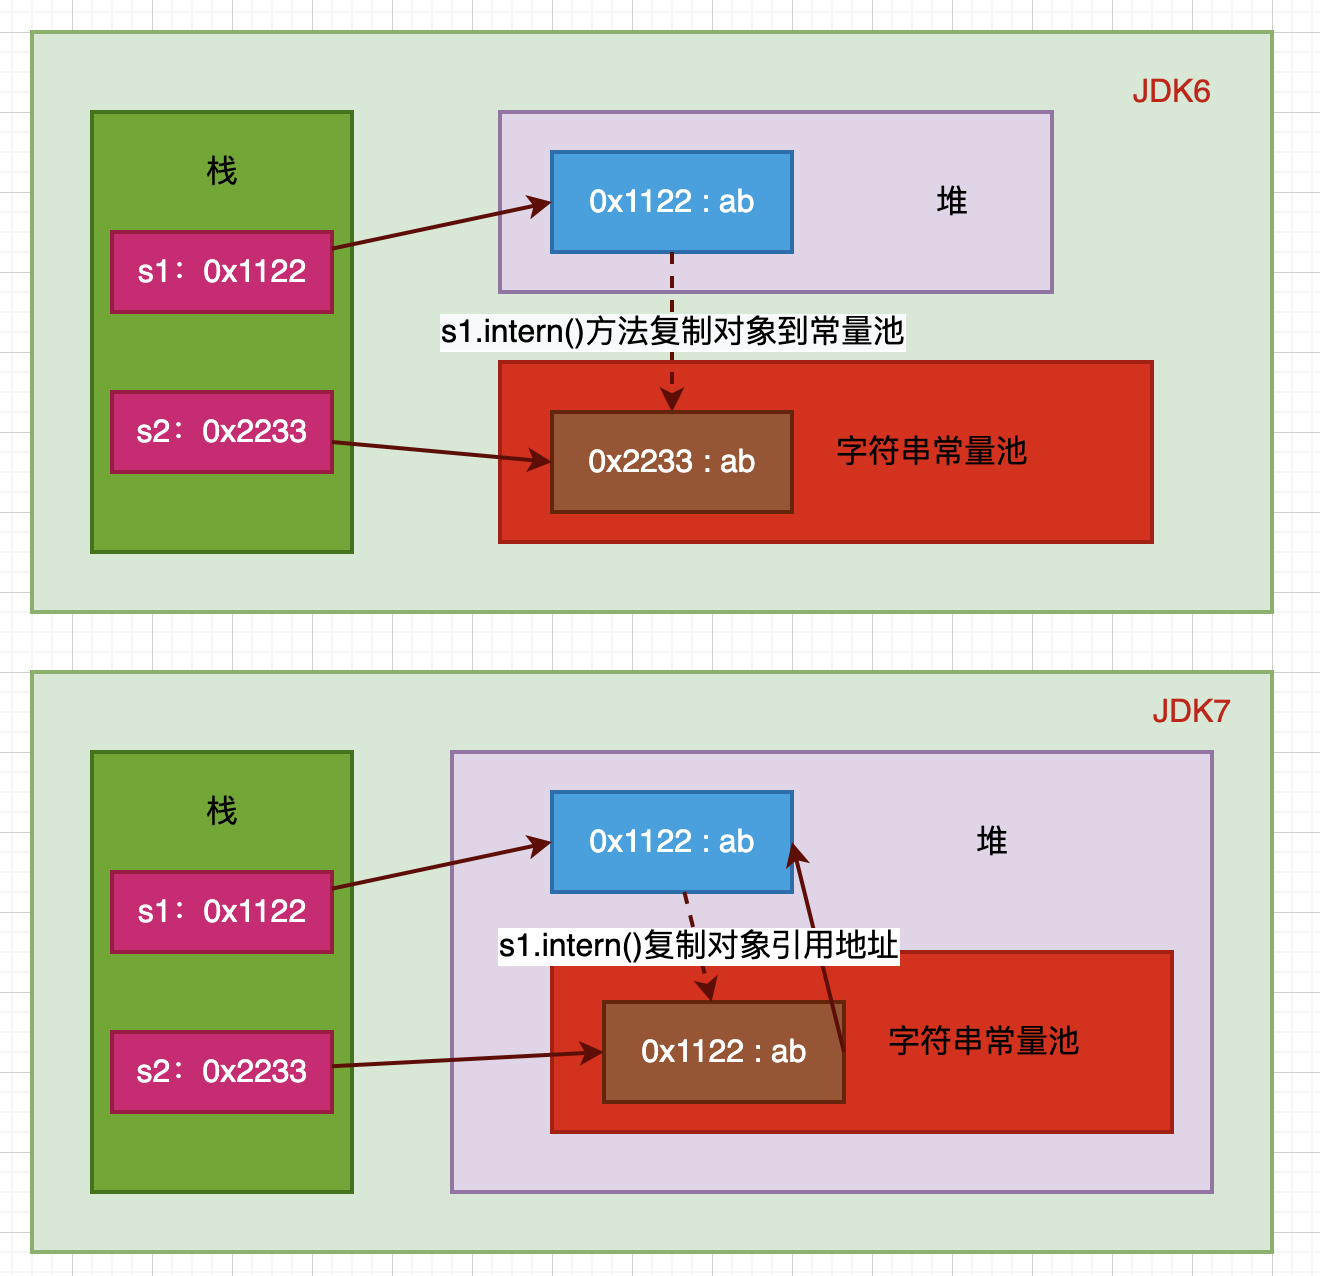 JDK6
栈
s1：0x1122
s2：0x2233
0x1122 : ab
堆
s1.intern()方法复制对象到常量池
0x2233 : ab
字符串常量池
JDK7
栈
s1：0x1122
s2：0x2233
0x1122 : ab
堆
s1.intern()复制对象引用地址
0x1122 : ab
字符串常量池